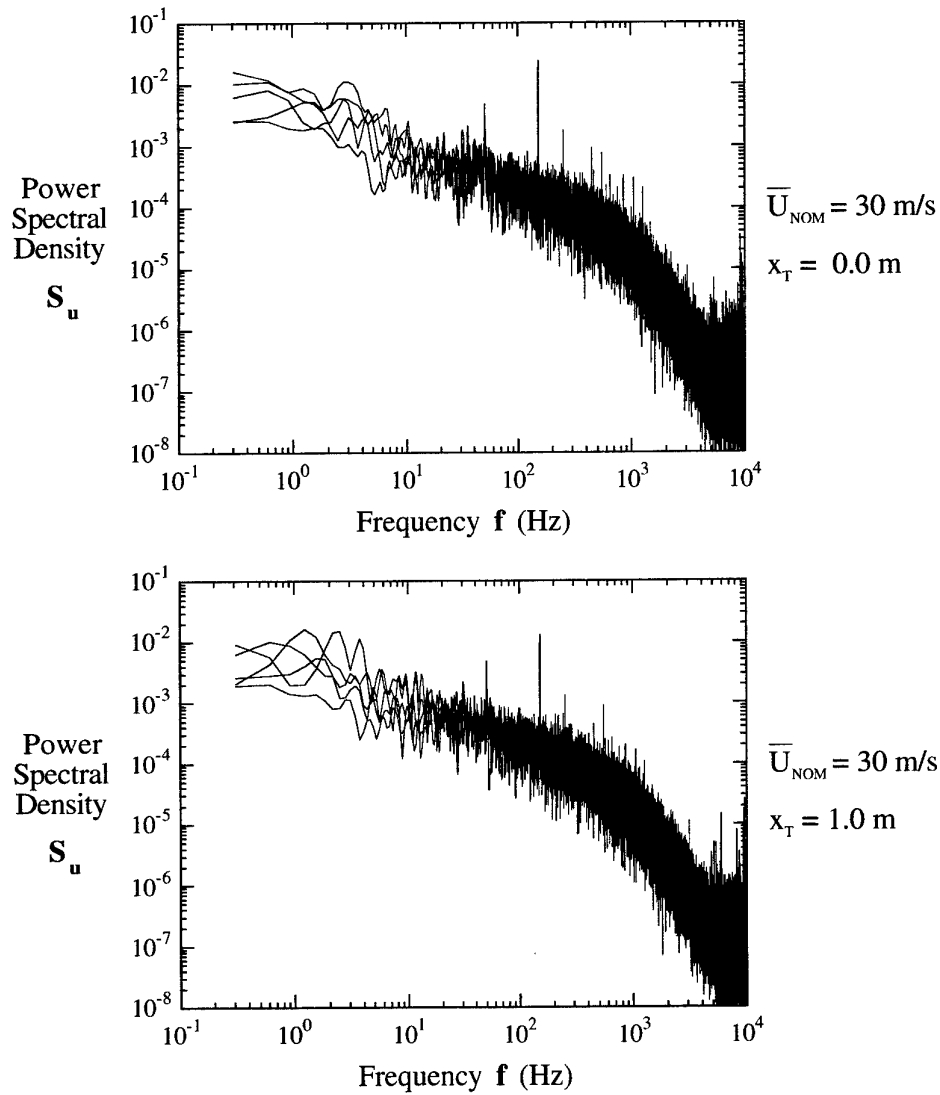 10^-1
10^-2
10^-3
10^-4
10^-5
10^-6
10^-7
10^-8
Power
Spectral
Density
S_u
10^-1
10^0
10^1
10^2
10^3
10^4
Frequency f (Hz)
U̅_NOM = 30 m/s
x_T = 0.0 m
10^-1
10^-2
10^-3
10^-4
10^-5
10^-6
10^-7
10^-8
Power
Spectral
Density
S_u
10^-1
10^0
10^1
10^2
10^3
10^4
Frequency f (Hz)
U̅_NOM = 30 m/s
x_T = 1.0 m